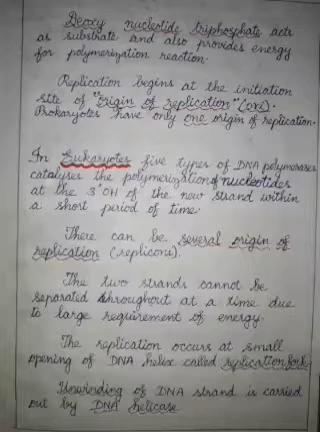 Deoxy nucleotide triphosphate acts
as substrate and also provides energy
for polymerization reaction.
Replication begins at the initiation
site of "origin of replication" (ori).
Prokaryotes have only one origin of replication.
In Eukaryotes five types of DNA polymerases
catalyses the polymerization of nucleotides
at the 3'OH of the new strand within
a short period of time.
There can be several origin of
replication (replicons).
The two strands cannot be
separated throughout at a time due
to large requirement of energy.
The replication occurs at small
opening of DNA helix called replication fork
Unwinding of DNA strand is carried
out by DNA helicase